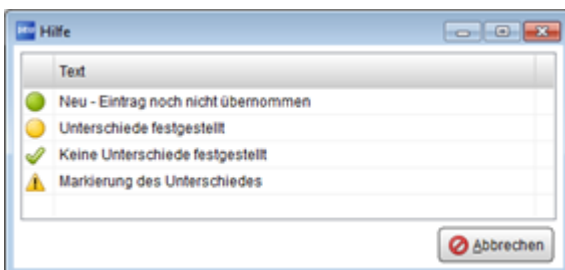 Hilfe
Text
Neu - Eintrag noch nicht übernommen
Unterschiede festgestellt
Keine Unterschiede festgestellt
Markierung des Unterschiedes
Abbrechen